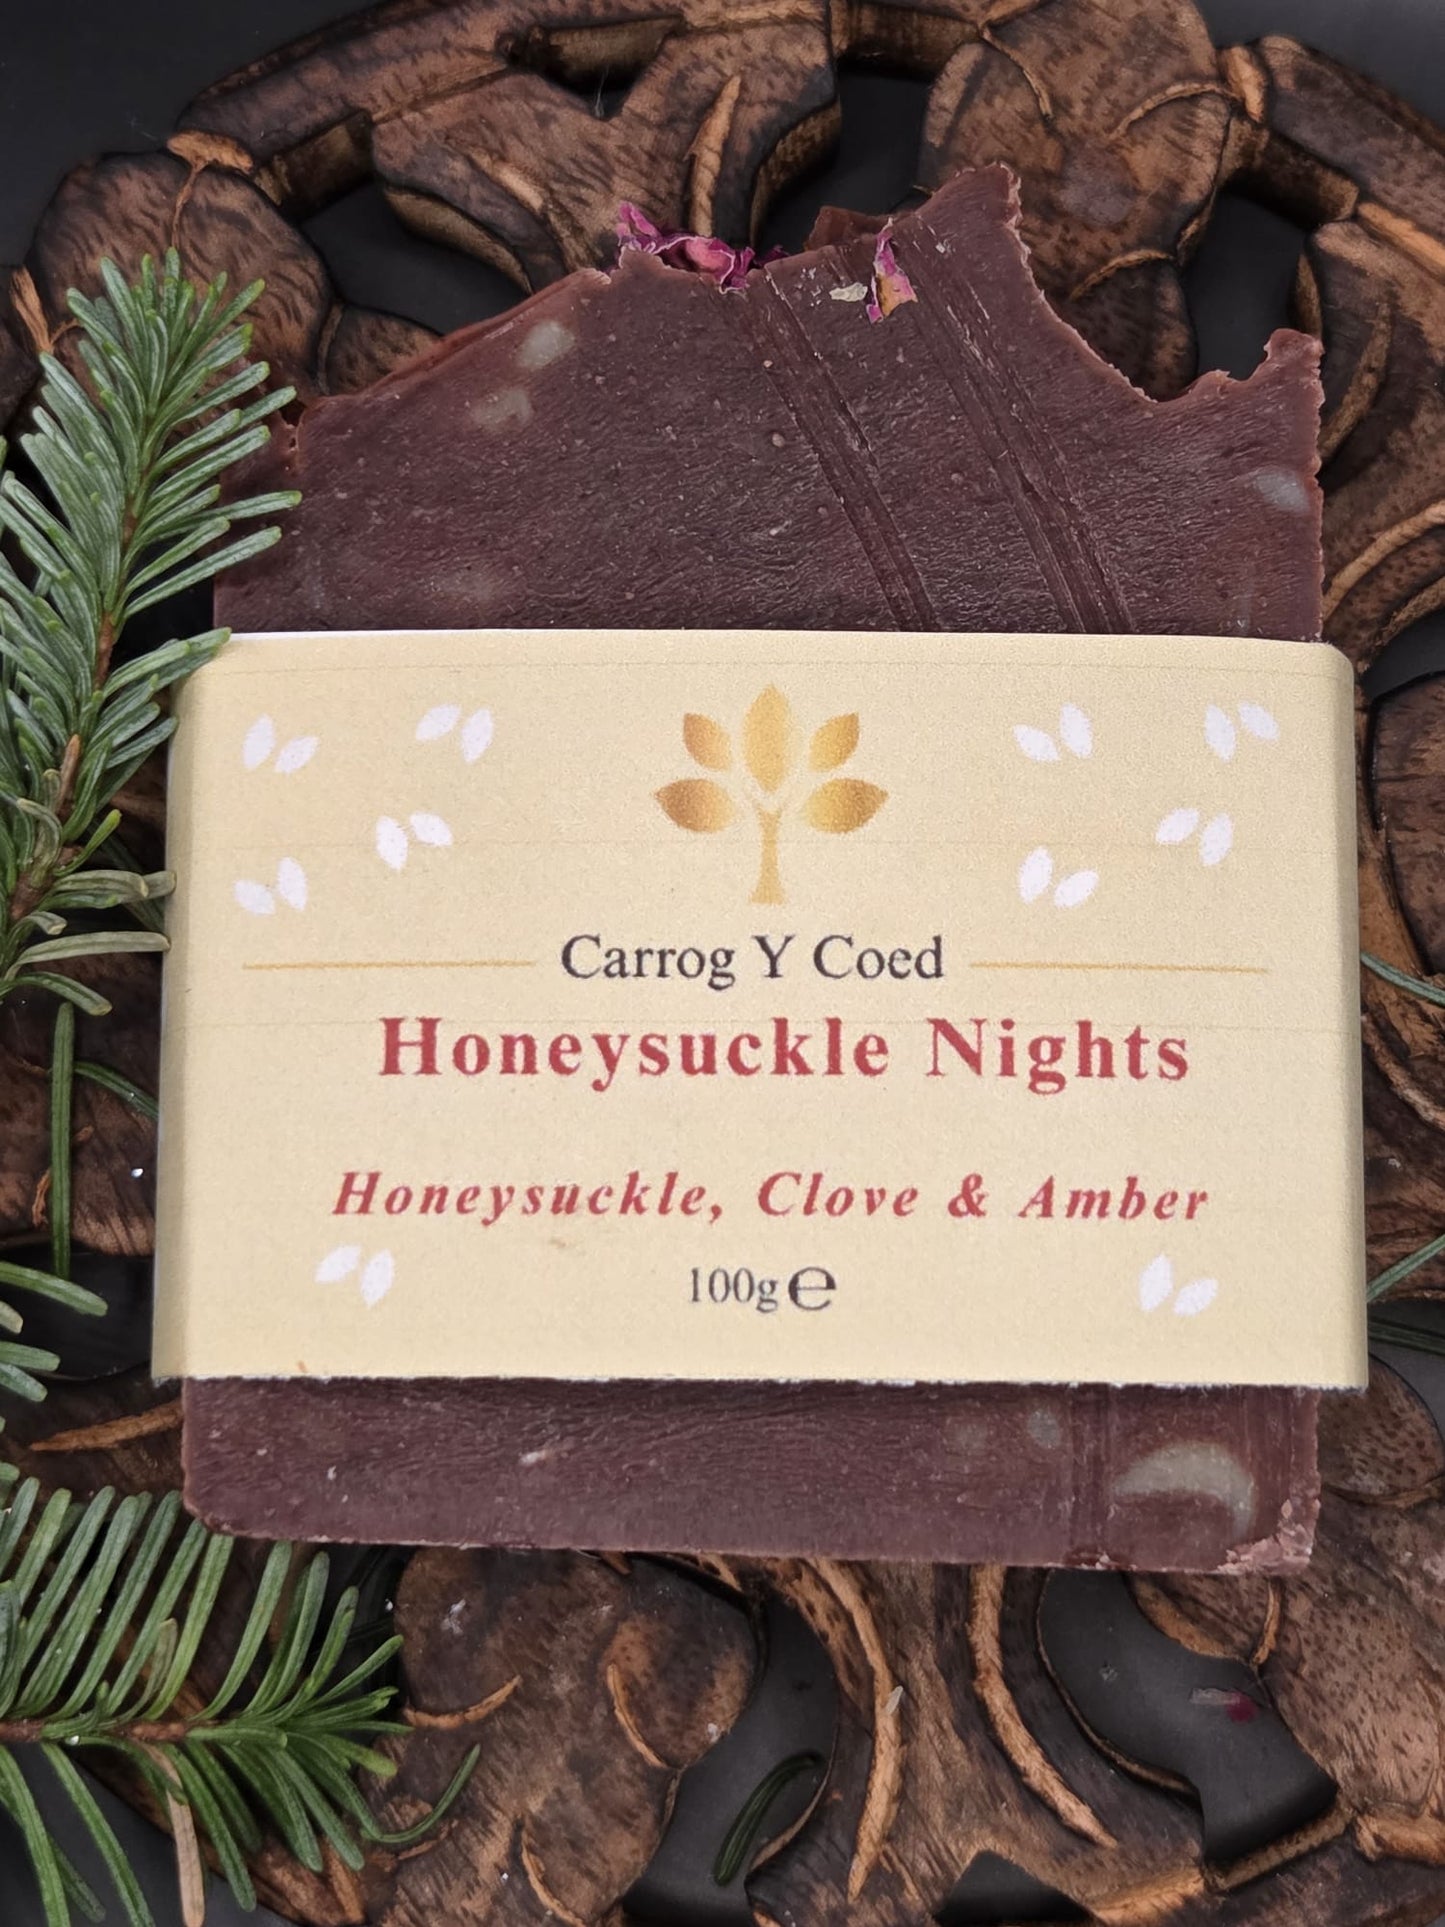 Carrog Y Coed
Honeysuckle Nights
Honeysuckle, Clove & Amber
100g ℮